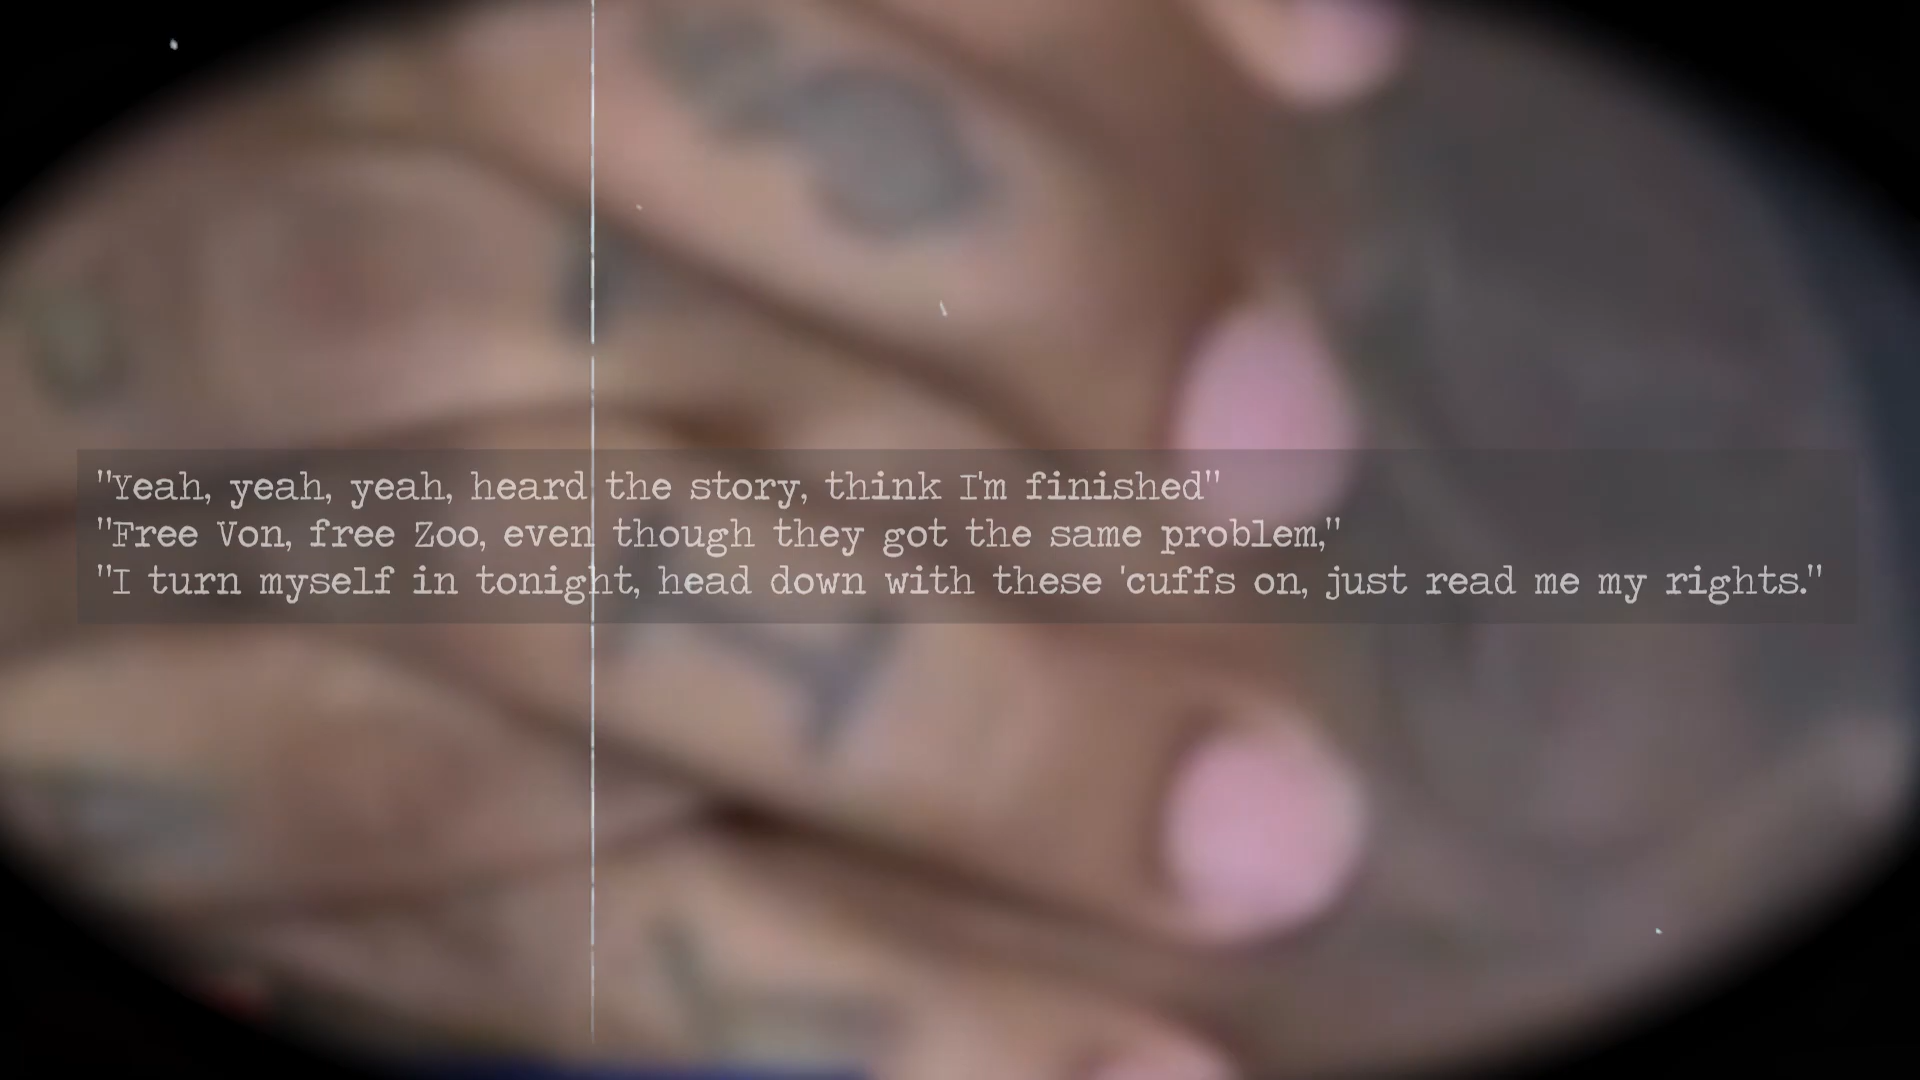 "Yeah, yeah, yeah, heard the story, think I'm finished"
"Free Von, free Zoo, even though they got the same problem,"
"I turn myself in tonight, head down with these 'cuffs on, just read me my rights."